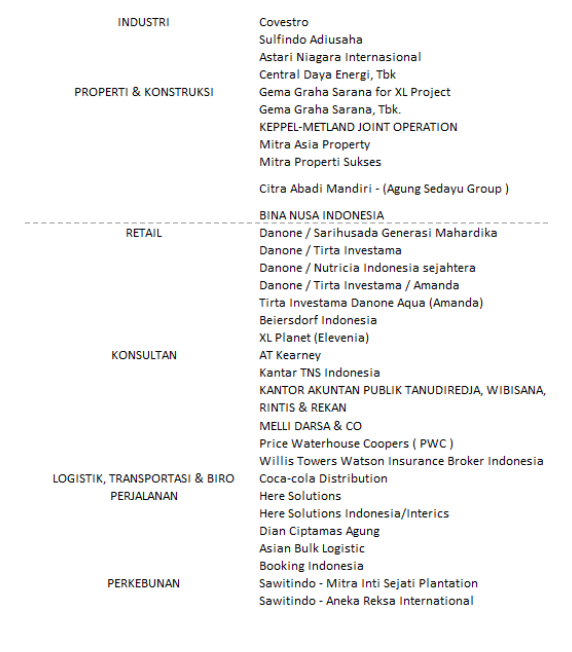 INDUSTRI Covestro
Sulfindo Adiusaha
Astari Niagara Internasional
Central Daya Energi, Tbk
PROPERTI & KONSTRUKSI Gema Graha Sarana for XL Project
Gema Graha Sarana, Tbk.
KEPPEL-METLAND JOINT OPERATION
Mitra Asia Property
Mitra Properti Sukses
Citra Abadi Mandiri - (Agung Sedayu Group )
BINA NUSA INDONESIA
RETAIL Danone / Sarihusada Generasi Mahardika
Danone / Tirta Investama
Danone / Nutricia Indonesia sejahtera
Danone / Tirta Investama / Amanda
Tirta Investama Danone Aqua (Amanda)
Beiersdorf Indonesia
XL Planet (Elevenia)
KONSULTAN AT Kearney
Kantar TNS Indonesia
KANTOR AKUNTAN PUBLIK TANUDIREDJA, WIBISANA,
RINTIS & REKAN
MELLI DARSA & CO
Price Waterhouse Coopers ( PWC )
Willis Towers Watson Insurance Broker Indonesia
LOGISTIK, TRANSPORTASI & BIRO Coca-cola Distribution
PERJALANAN Here Solutions
Here Solutions Indonesia/Interics
Dian Ciptamas Agung
Asian Bulk Logistic
Booking Indonesia
PERKEBUNAN Sawitindo - Mitra Inti Sejati Plantation
Sawitindo - Aneka Reksa International